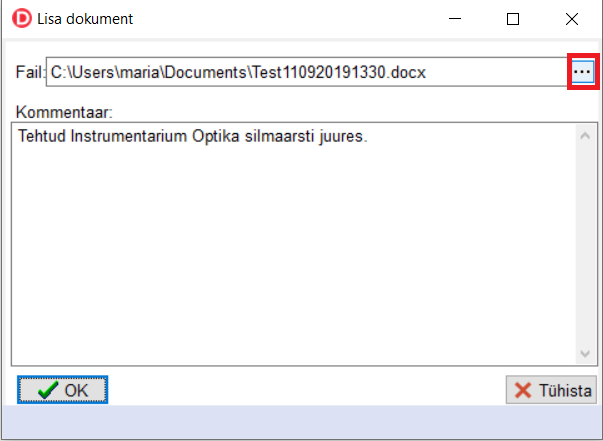 Lisa dokument
Fail: C:\Users\maria\Documents\Test110920191330.docx ...
Kommentaar:
Tehtud Instrumentarium Optika silmaarsti juures.
OK Tühista